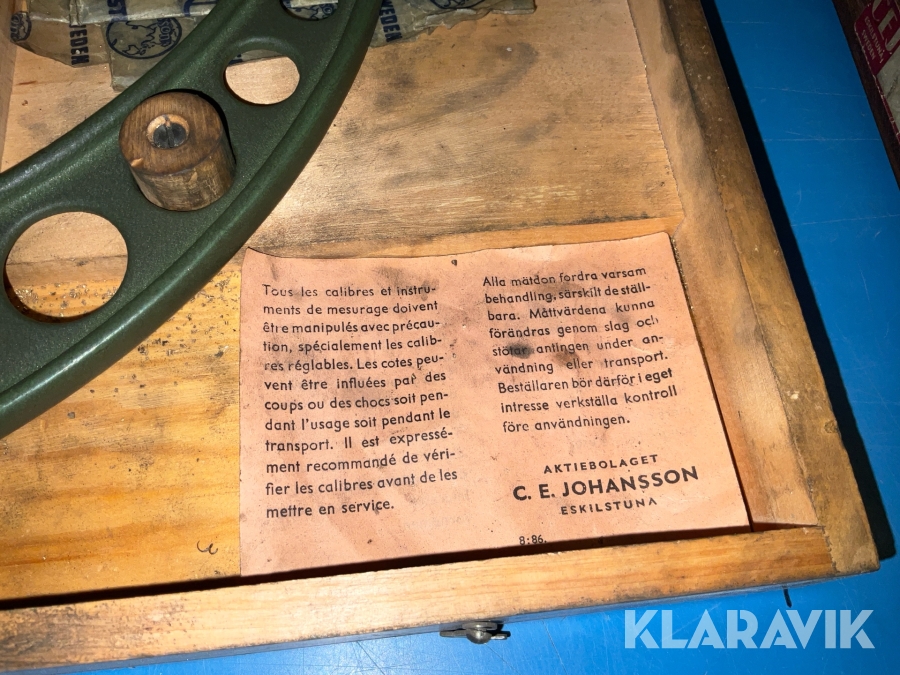 SWEDEN
SWEDEN
Tous les calibres et instru-
ments de mesurage doivent
être manipulés avec précau-
tion, spécialement les calib-
res réglables. Les cotes peu-
vent être influées par des
coups ou des chocs soit pen-
dant l'usage soit pendant le
transport. Il est expressé-
ment recommandé de véri-
fier les calibres avant de les
mettre en service.
Alla mätdon fordra varsam
behandling, särskilt de ställ-
bara. Måttvärdena kunna
förändras genom slag och
stötar antingen under an-
vändning eller transport.
Beställaren bör därför i eget
intresse verkställa kontroll
före användningen.
AKTIEBOLAGET
C. E. JOHANSSON
ESKILSTUNA
8:86.
KLARAVIK